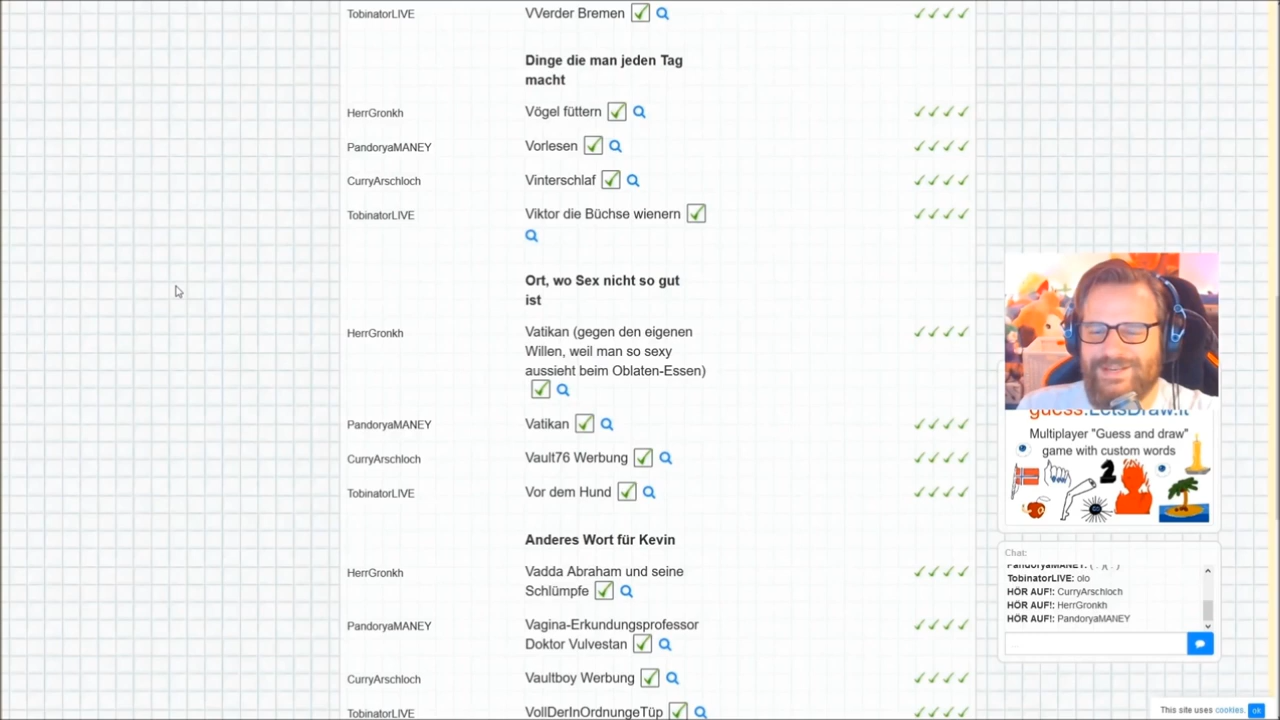 TobinatorLIVE VVerder Bremen
Dinge die man jeden Tag
macht
HerrGronkh Vögel füttern
PandoryaMANEY Vorlesen
CurryArschloch Vinterschlaf
TobinatorLIVE Viktor die Büchse wienern
Ort, wo Sex nicht so gut
ist
HerrGronkh Vatikan (gegen den eigenen
Willen, weil man so sexy
aussieht beim Oblaten-Essen)
PandoryaMANEY Vatikan
CurryArschloch Vault76 Werbung
TobinatorLIVE Vor dem Hund
Anderes Wort für Kevin
HerrGronkh Vadda Abraham und seine
Schlümpfe
PandoryaMANEY Vagina-Erkundungsprofessor
Doktor Vulvestan
CurryArschloch Vaultboy Werbung
TobinatorLIVE VollDerInOrdnungeTüp
guess.LetsDraw.It
Multiplayer "Guess and draw"
game with custom words
2
Chat:
PandoryaMANEY:
TobinatorLIVE: olo
HÖR AUF!: CurryArschloch
HÖR AUF!: HerrGronkh
HÖR AUF!: PandoryaMANEY
This site uses cookies. ok